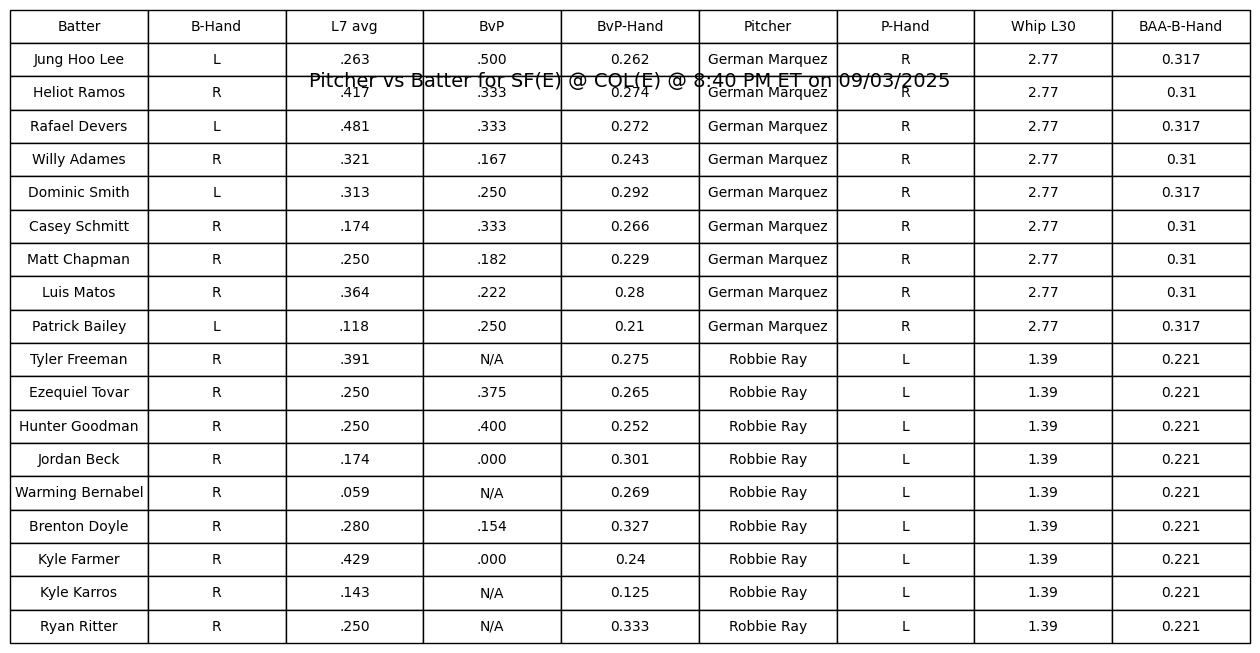 Batter B-Hand L7 avg BvP BvP-Hand Pitcher P-Hand Whip L30 BAA-B-Hand
Jung Hoo Lee L .263 .500 0.262 German Marquez R 2.77 0.317
Pitcher vs Batter for SF(E) @ COL(E) @ 8:40 PM ET on 09/03/2025
Heliot Ramos R .417 .333 0.274 German Marquez R 2.77 0.31
Rafael Devers L .481 .333 0.272 German Marquez R 2.77 0.317
Willy Adames R .321 .167 0.243 German Marquez R 2.77 0.31
Dominic Smith L .313 .250 0.292 German Marquez R 2.77 0.317
Casey Schmitt R .174 .333 0.266 German Marquez R 2.77 0.31
Matt Chapman R .250 .182 0.229 German Marquez R 2.77 0.31
Luis Matos R .364 .222 0.28 German Marquez R 2.77 0.31
Patrick Bailey L .118 .250 0.21 German Marquez R 2.77 0.317
Tyler Freeman R .391 N/A 0.275 Robbie Ray L 1.39 0.221
Ezequiel Tovar R .250 .375 0.265 Robbie Ray L 1.39 0.221
Hunter Goodman R .250 .400 0.252 Robbie Ray L 1.39 0.221
Jordan Beck R .174 .000 0.301 Robbie Ray L 1.39 0.221
Warming Bernabel R .059 N/A 0.269 Robbie Ray L 1.39 0.221
Brenton Doyle R .280 .154 0.327 Robbie Ray L 1.39 0.221
Kyle Farmer R .429 .000 0.24 Robbie Ray L 1.39 0.221
Kyle Karros R .143 N/A 0.125 Robbie Ray L 1.39 0.221
Ryan Ritter R .250 N/A 0.333 Robbie Ray L 1.39 0.221